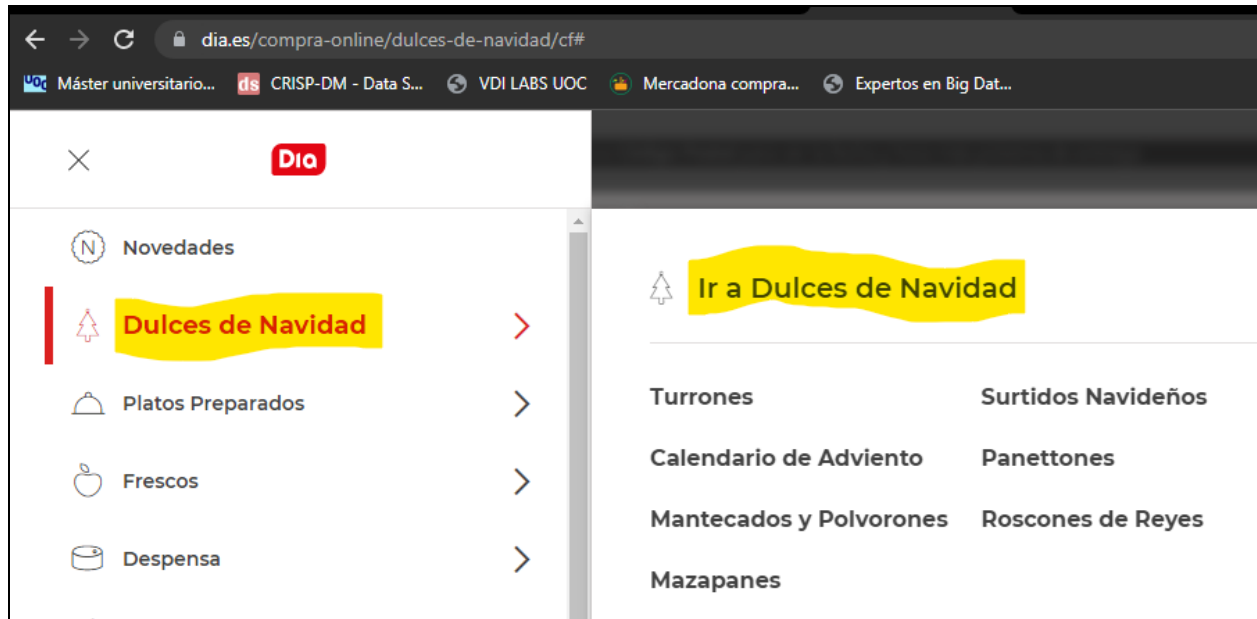 dia.es/compra-online/dulces-de-navidad/cf#
UOC Máster universitario... ds CRISP-DM - Data S... VDI LABS UOC Mercadona compra... Expertos en Big Dat...
Dia
N Novedades
Dulces de Navidad
Platos Preparados
Frescos
Despensa
Ir a Dulces de Navidad
Turrones Surtidos Navideños
Calendario de Adviento Panettones
Mantecados y Polvorones Roscones de Reyes
Mazapanes